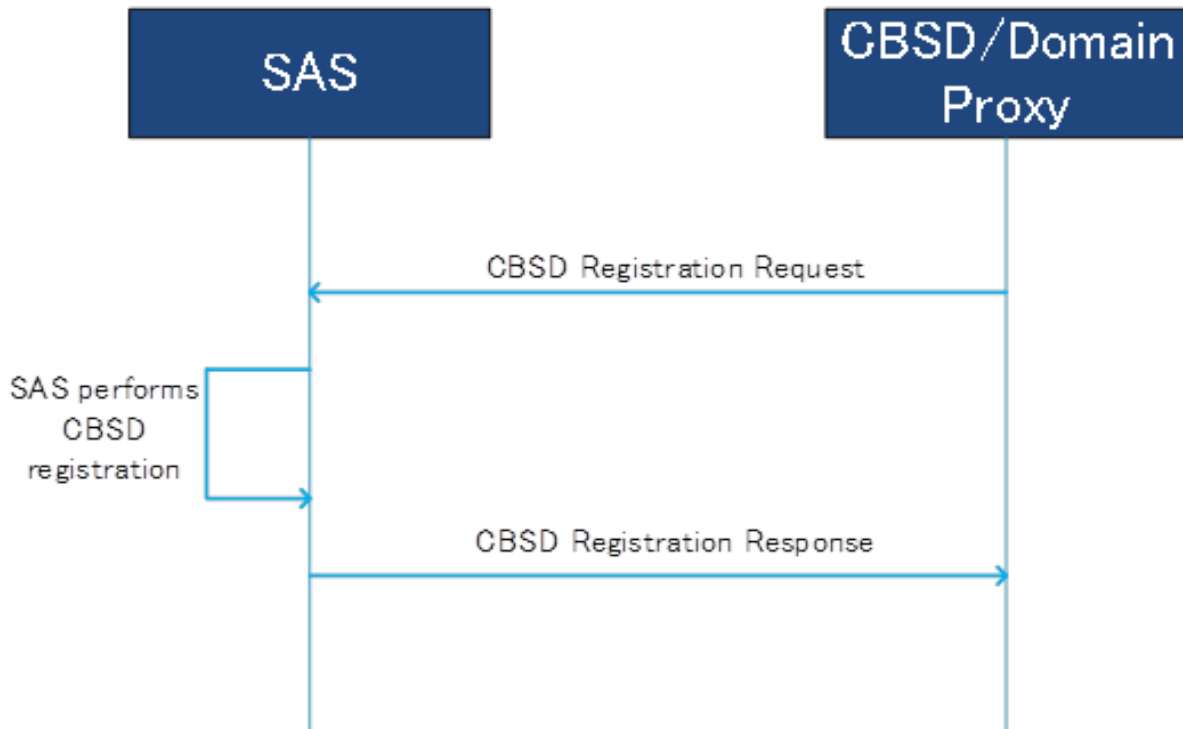 SAS
CBSD/Domain
Proxy
CBSD Registration Request
SAS performs
CBSD
registration
CBSD Registration Response